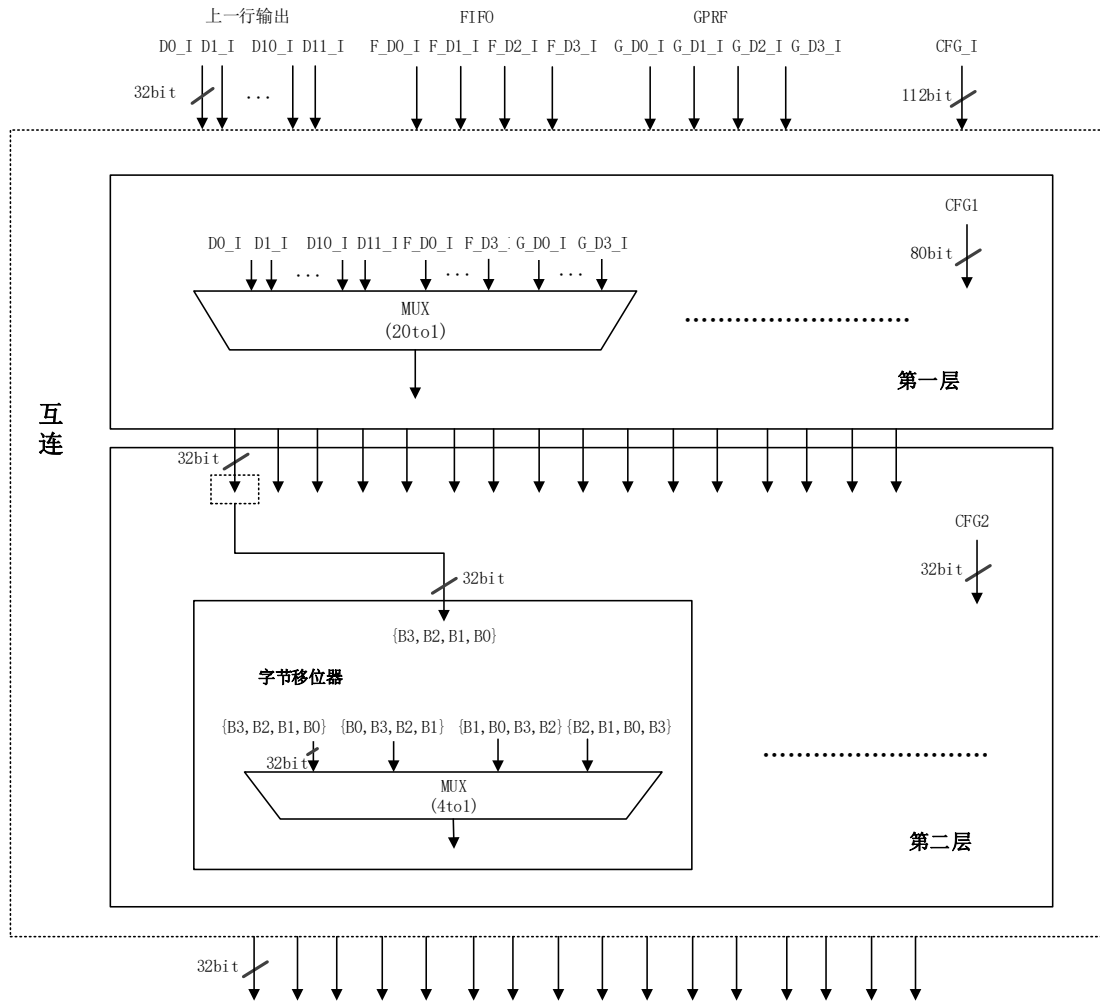 上一行输出 FIFO GPRF
D0_I D1_I D10_I D11_I F_D0_I F_D1_I F_D2_I F_D3_I G_D0_I G_D1_I G_D2_I G_D3_I CFG_I
32bit ... 112bit
CFG1
D0_I D1_I D10_I D11_I F_D0_I F_D3_I G_D0_I G_D3_I
80bit
... ... ...
MUX
(20to1)
第一层
互
连
32bit
CFG2
32bit
32bit
{B3,B2,B1,B0}
字节移位器
{B3,B2,B1,B0} {B0,B3,B2,B1} {B1,B0,B3,B2} {B2,B1,B0,B3}
32bit
MUX
(4to1)
第二层
32bit